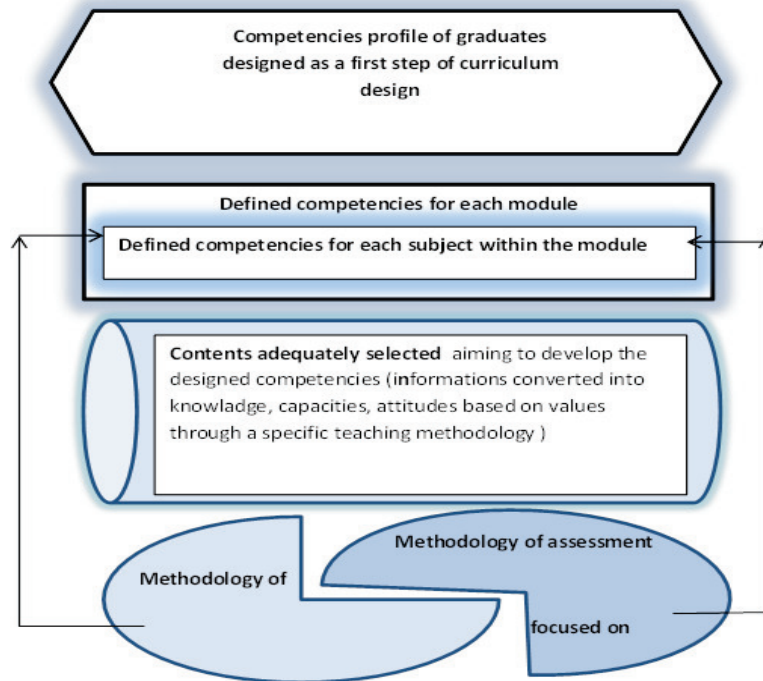 Competencies profile of graduates
designed as a first step of curriculum
design
Defined competencies for each module
Defined competencies for each subject within the module
Contents adequately selected aiming to develop the
designed competencies (informations converted into
knowladge, capacities, attitudes based on values
through a specific teaching methodology )
Methodology of assessment
Methodology of
focused on